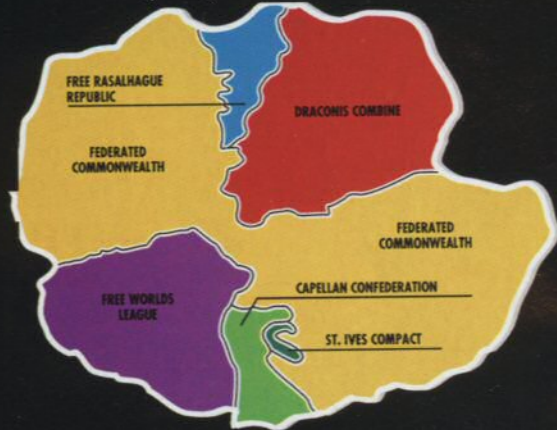 FREE RASALHAGUE
REPUBLIC
DRACONIS COMBINE
FEDERATED
COMMONWEALTH
FEDERATED
COMMONWEALTH
CAPELLAN CONFEDERATION
FREE WORLDS
LEAGUE
ST. IVES COMPACT